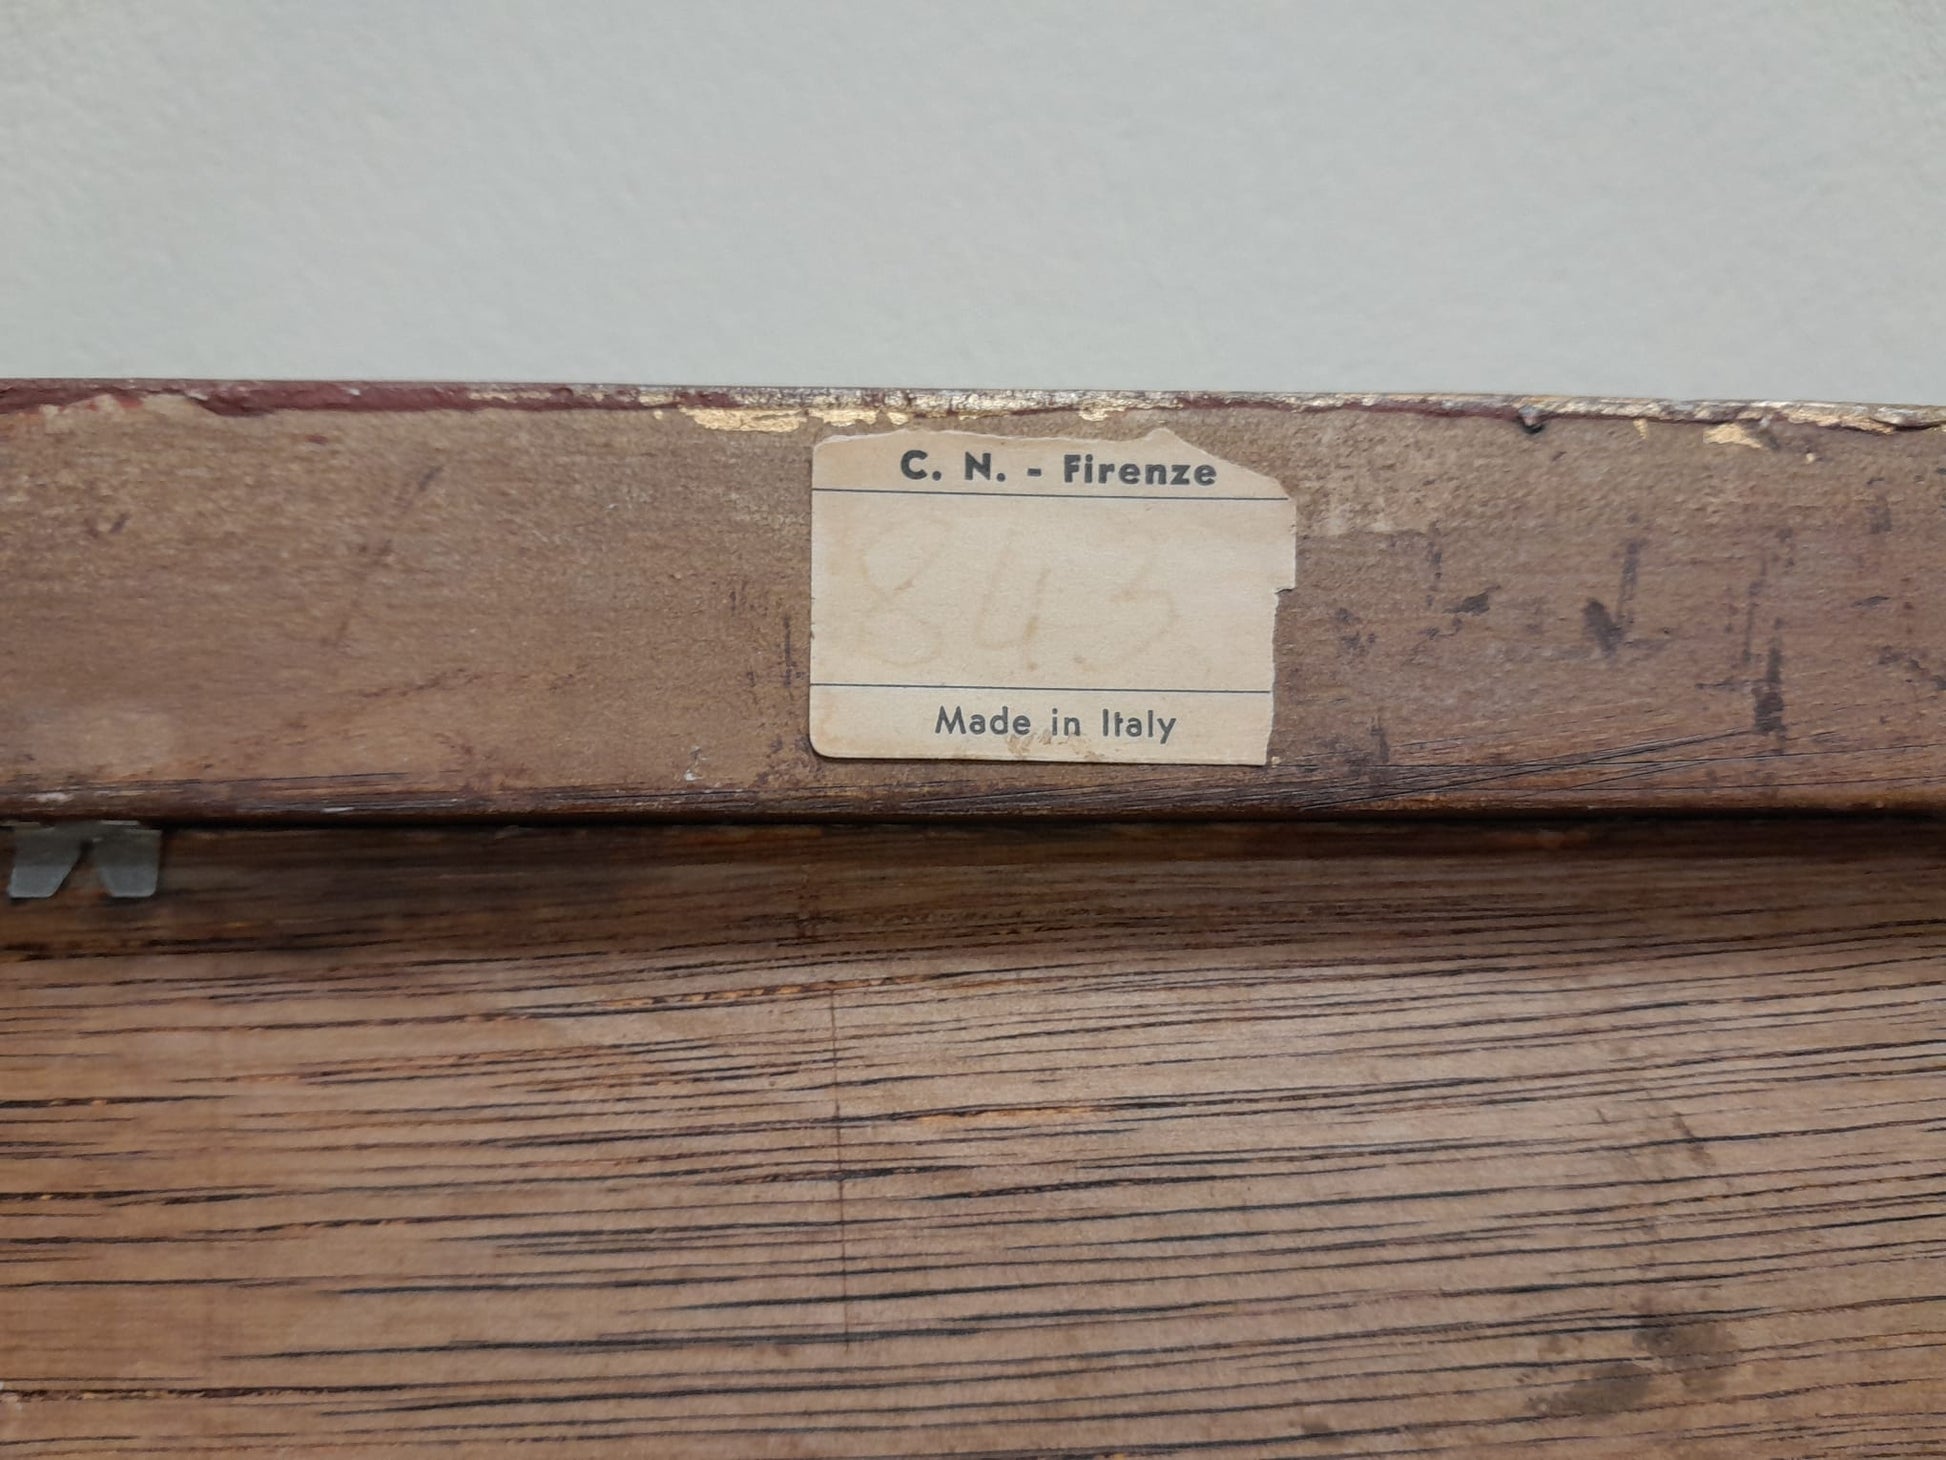 C. N. - Firenze
843
Made in Italy